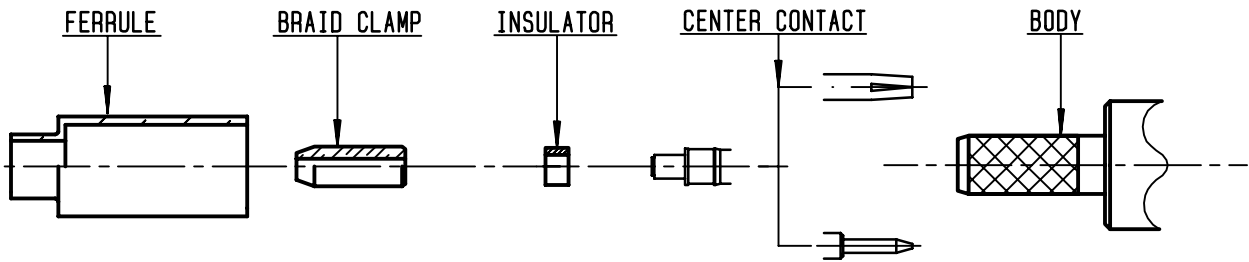 FERRULE
BRAID CLAMP
INSULATOR
CENTER CONTACT
BODY